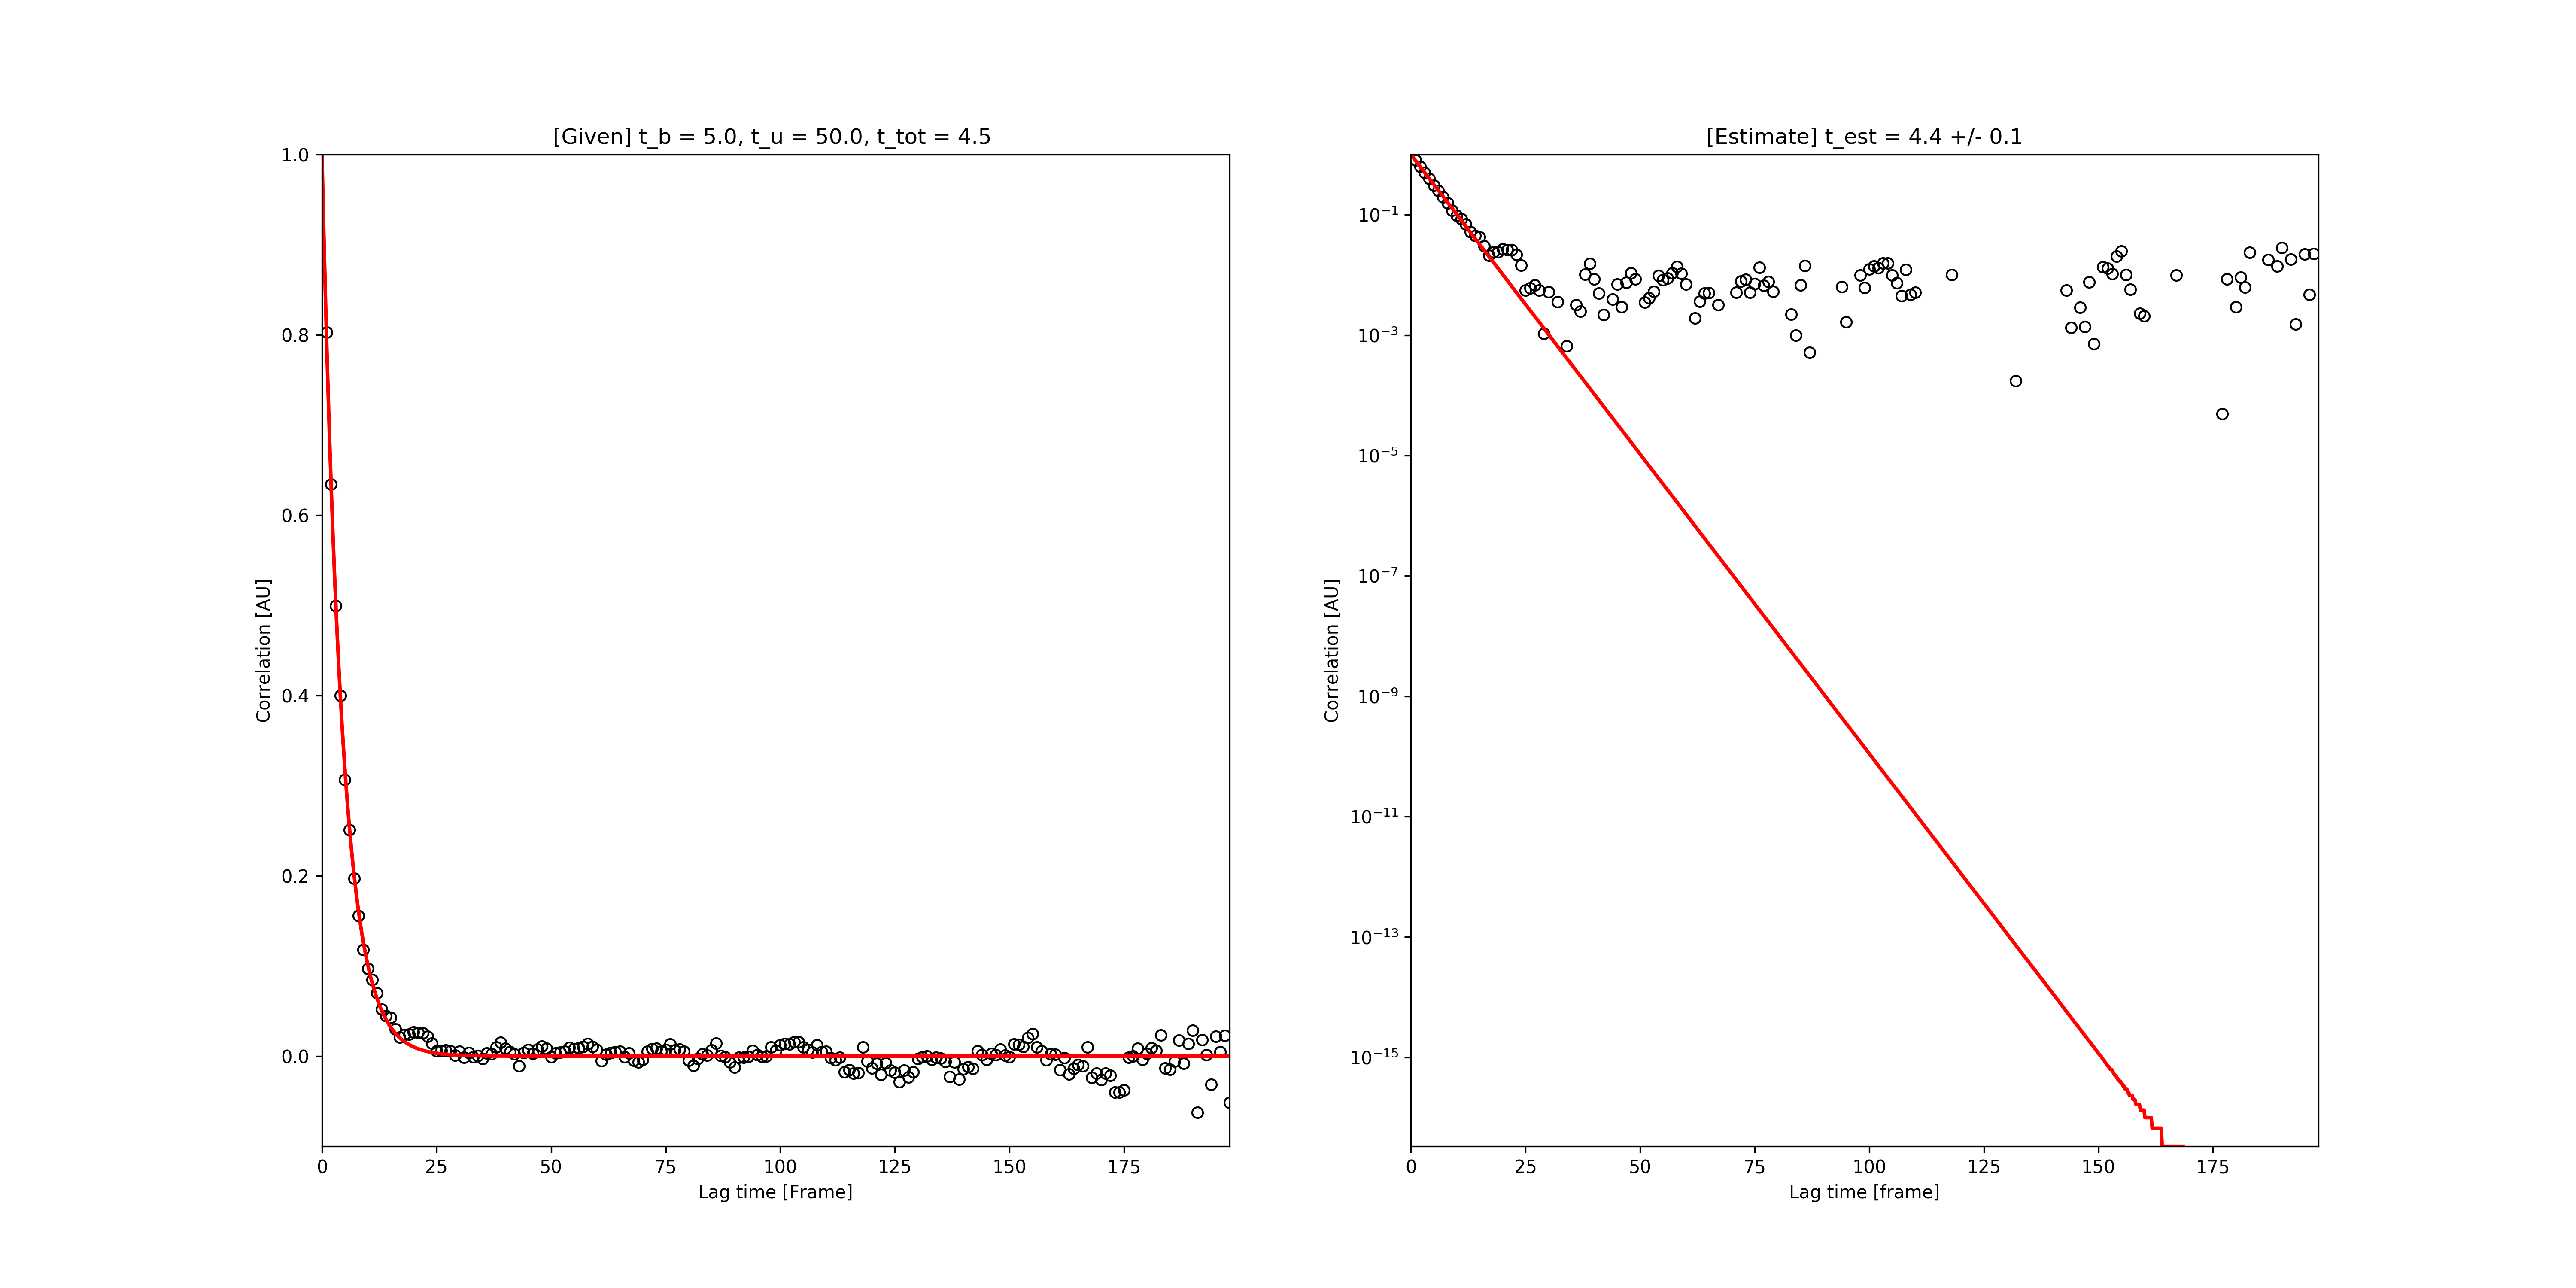 [Given] t_b = 5.0, t_u = 50.0, t_tot = 4.5
1.0
0.8
0.6
0.4
0.2
0.0
Correlation [AU]
0 25 50 75 100 125 150 175
Lag time [Frame]
[Estimate] t_est = 4.4 +/- 0.1
10⁻¹
10⁻³
10⁻⁵
10⁻⁷
10⁻⁹
10⁻¹¹
10⁻¹³
10⁻¹⁵
Correlation [AU]
0 25 50 75 100 125 150 175
Lag time [frame]